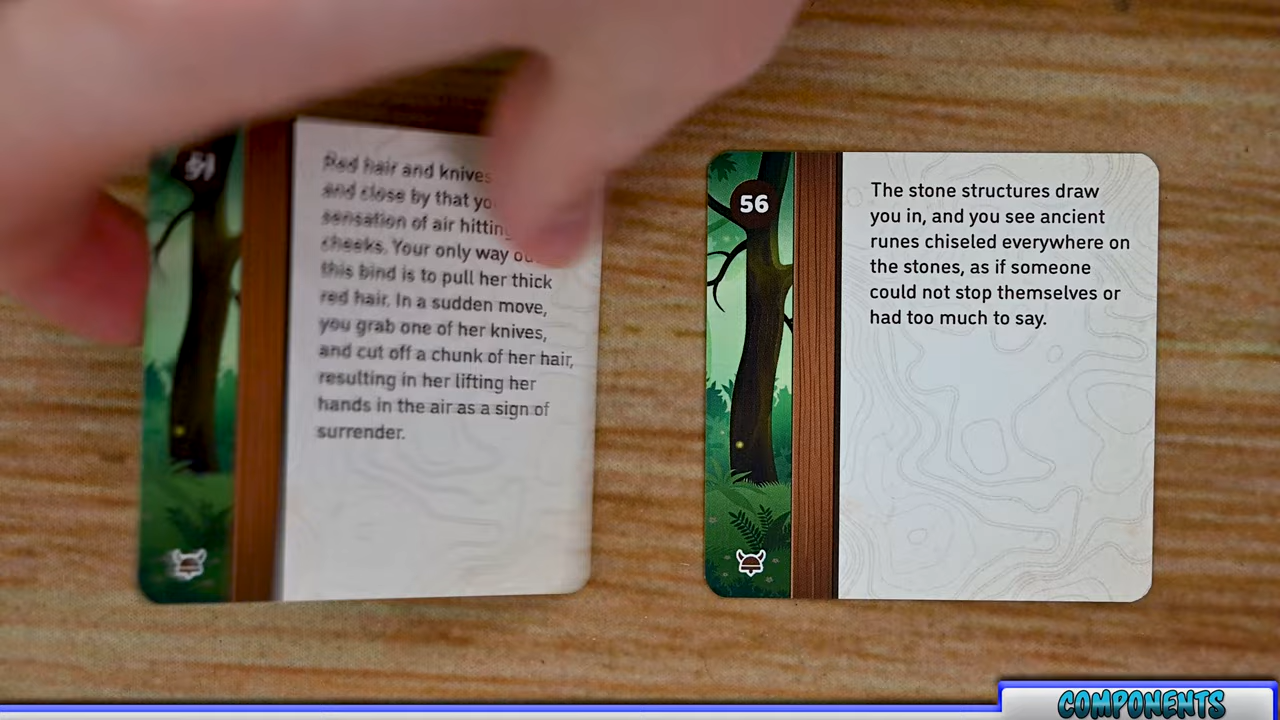 Red hair and knives
and close by that
sensation of air hitting
cheeks. Your only way
this bind is to pull her thick
red hair. In a sudden move,
you grab one of her knives,
and cut off a chunk of her hair,
resulting in her lifting her
hands in the air as a sign of
surrender.
56
The stone structures draw
you in, and you see ancient
runes chiseled everywhere on
the stones, as if someone
could not stop themselves or
had too much to say.
COMPONENTS